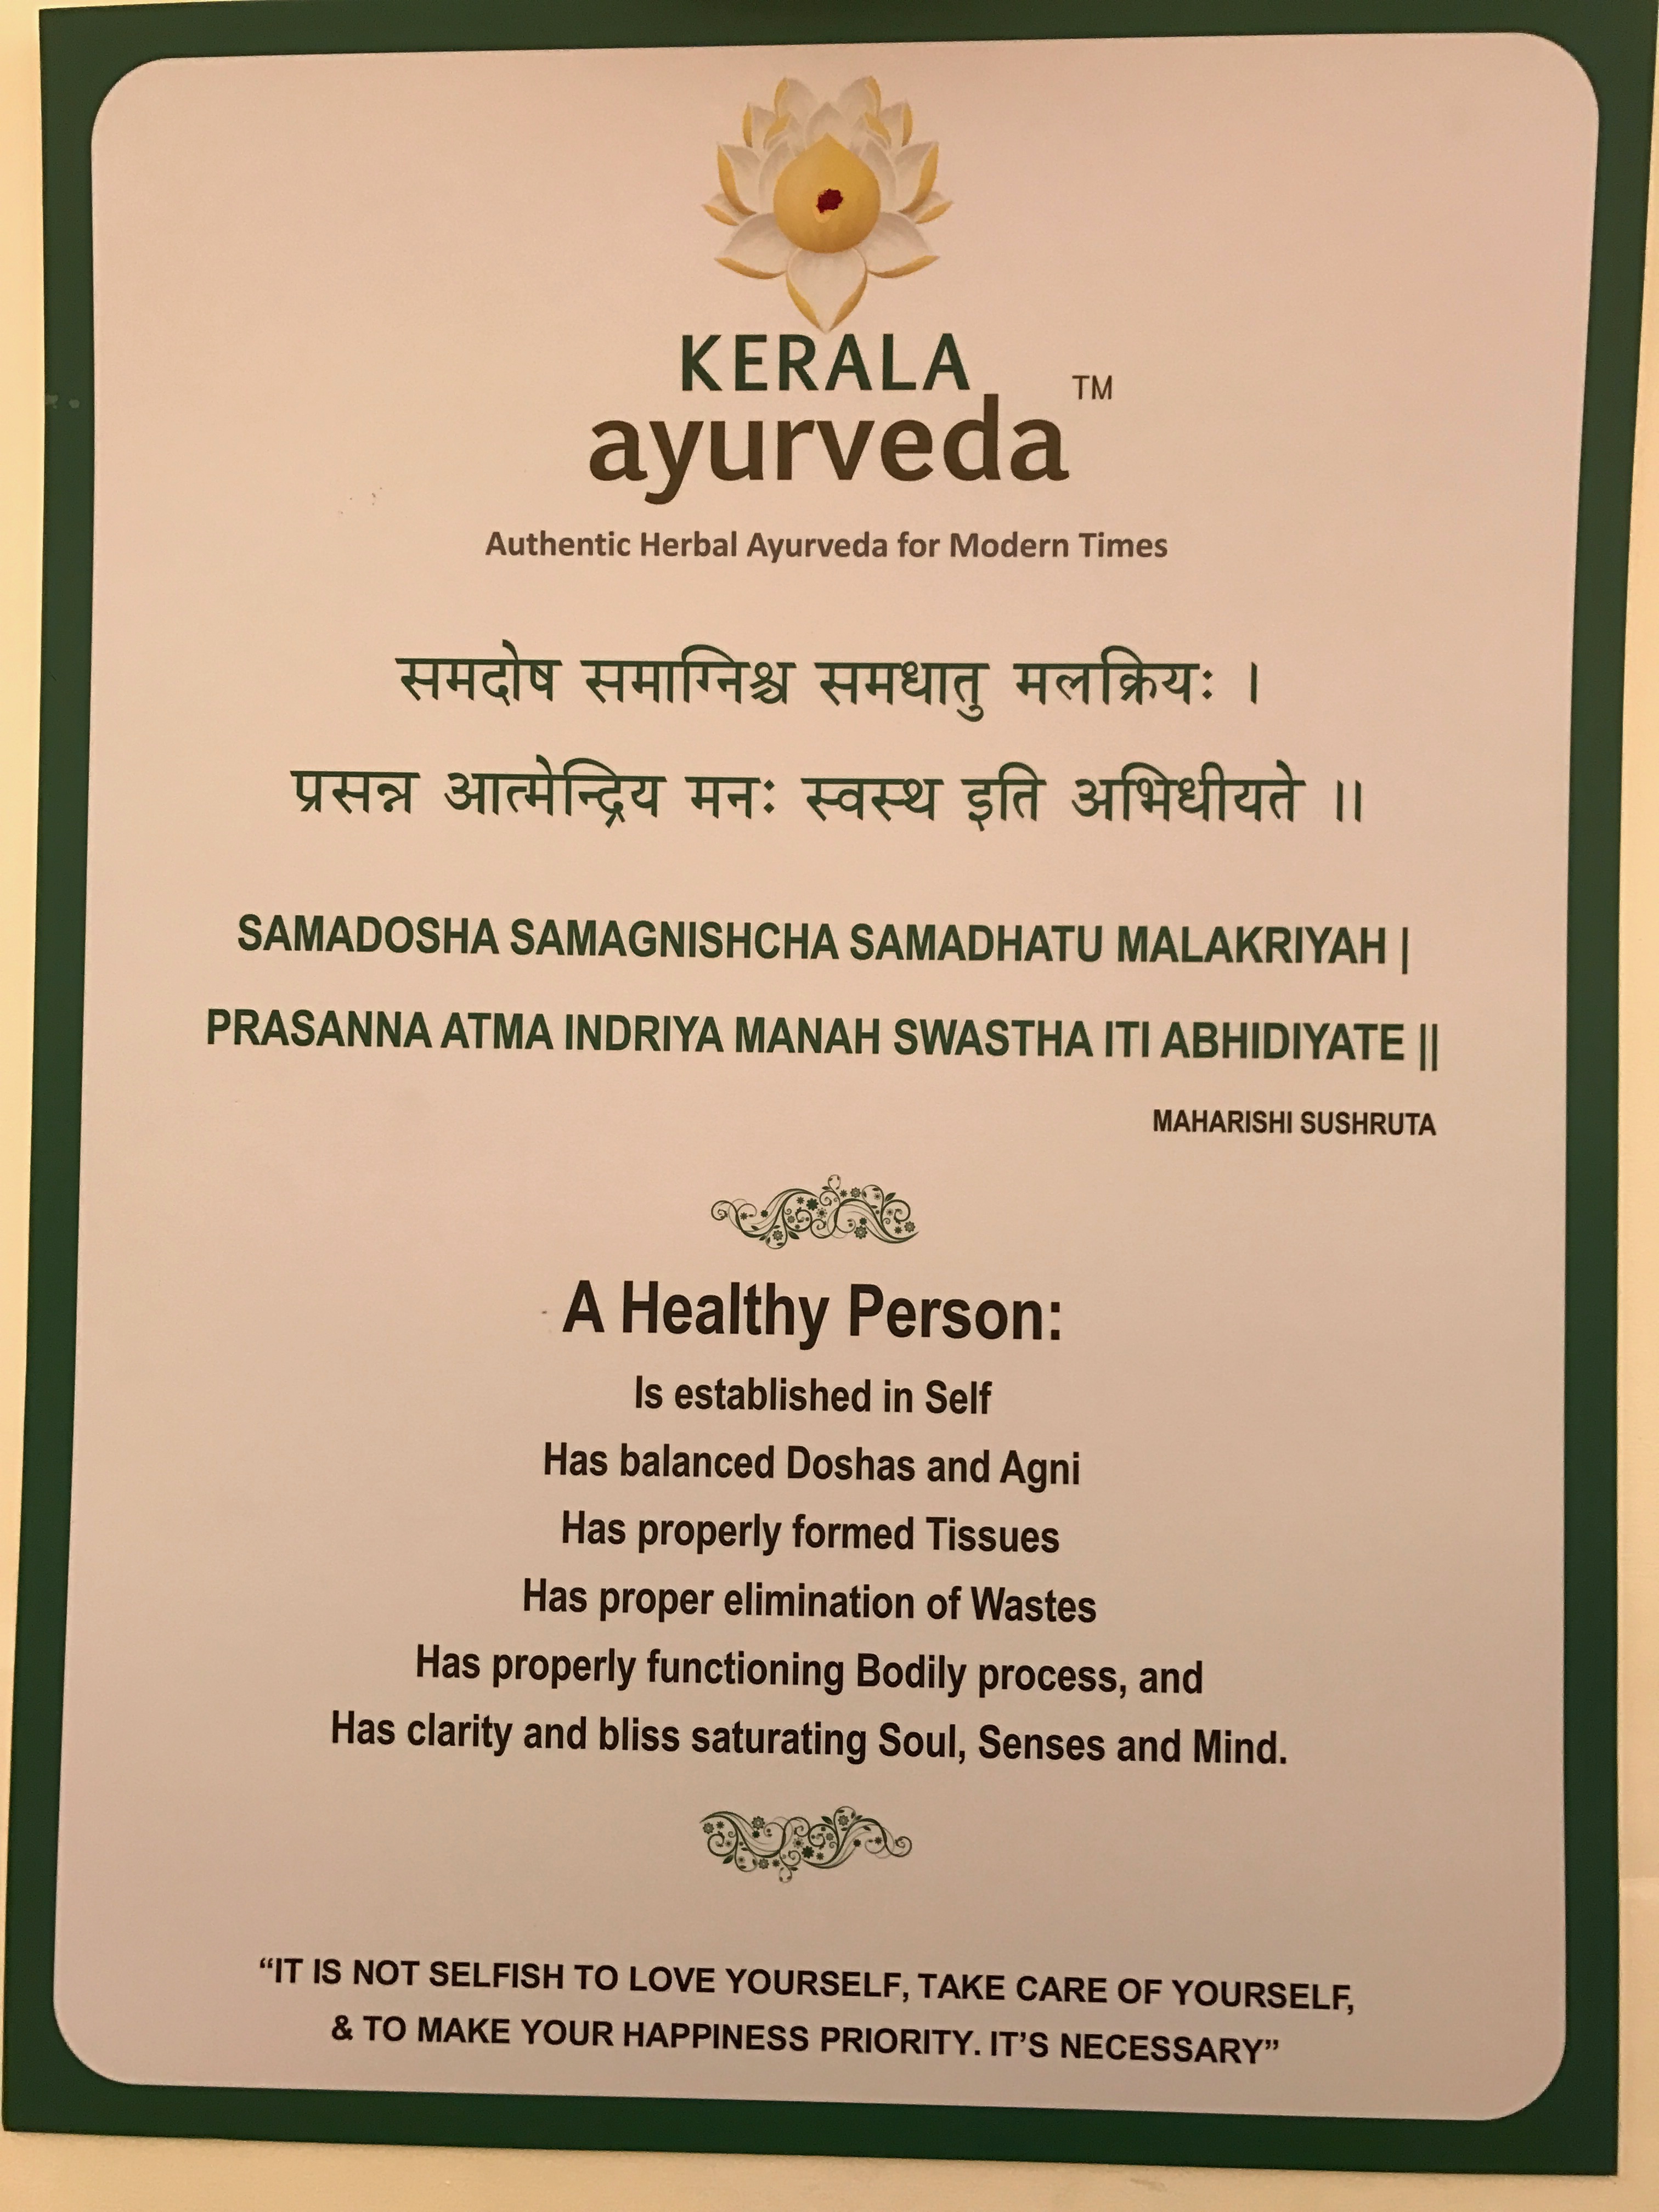 KERALA
ayurveda™
Authentic Herbal Ayurveda for Modern Times
समदोष समाग्निश्च समधातु मलक्रियः ।
प्रसन्न आत्मेन्द्रिय मनः स्वस्थ इति अभिधीयते ।।
SAMADOSHA SAMAGNISHCHA SAMADHATU MALAKRIYAH |
PRASANNA ATMA INDRIYA MANAH SWASTHA ITI ABHIDIYATE ||
MAHARISHI SUSHRUTA
A Healthy Person:
Is established in Self
Has balanced Doshas and Agni
Has properly formed Tissues
Has proper elimination of Wastes
Has properly functioning Bodily process, and
Has clarity and bliss saturating Soul, Senses and Mind.
“IT IS NOT SELFISH TO LOVE YOURSELF, TAKE CARE OF YOURSELF,
& TO MAKE YOUR HAPPINESS PRIORITY. IT’S NECESSARY”